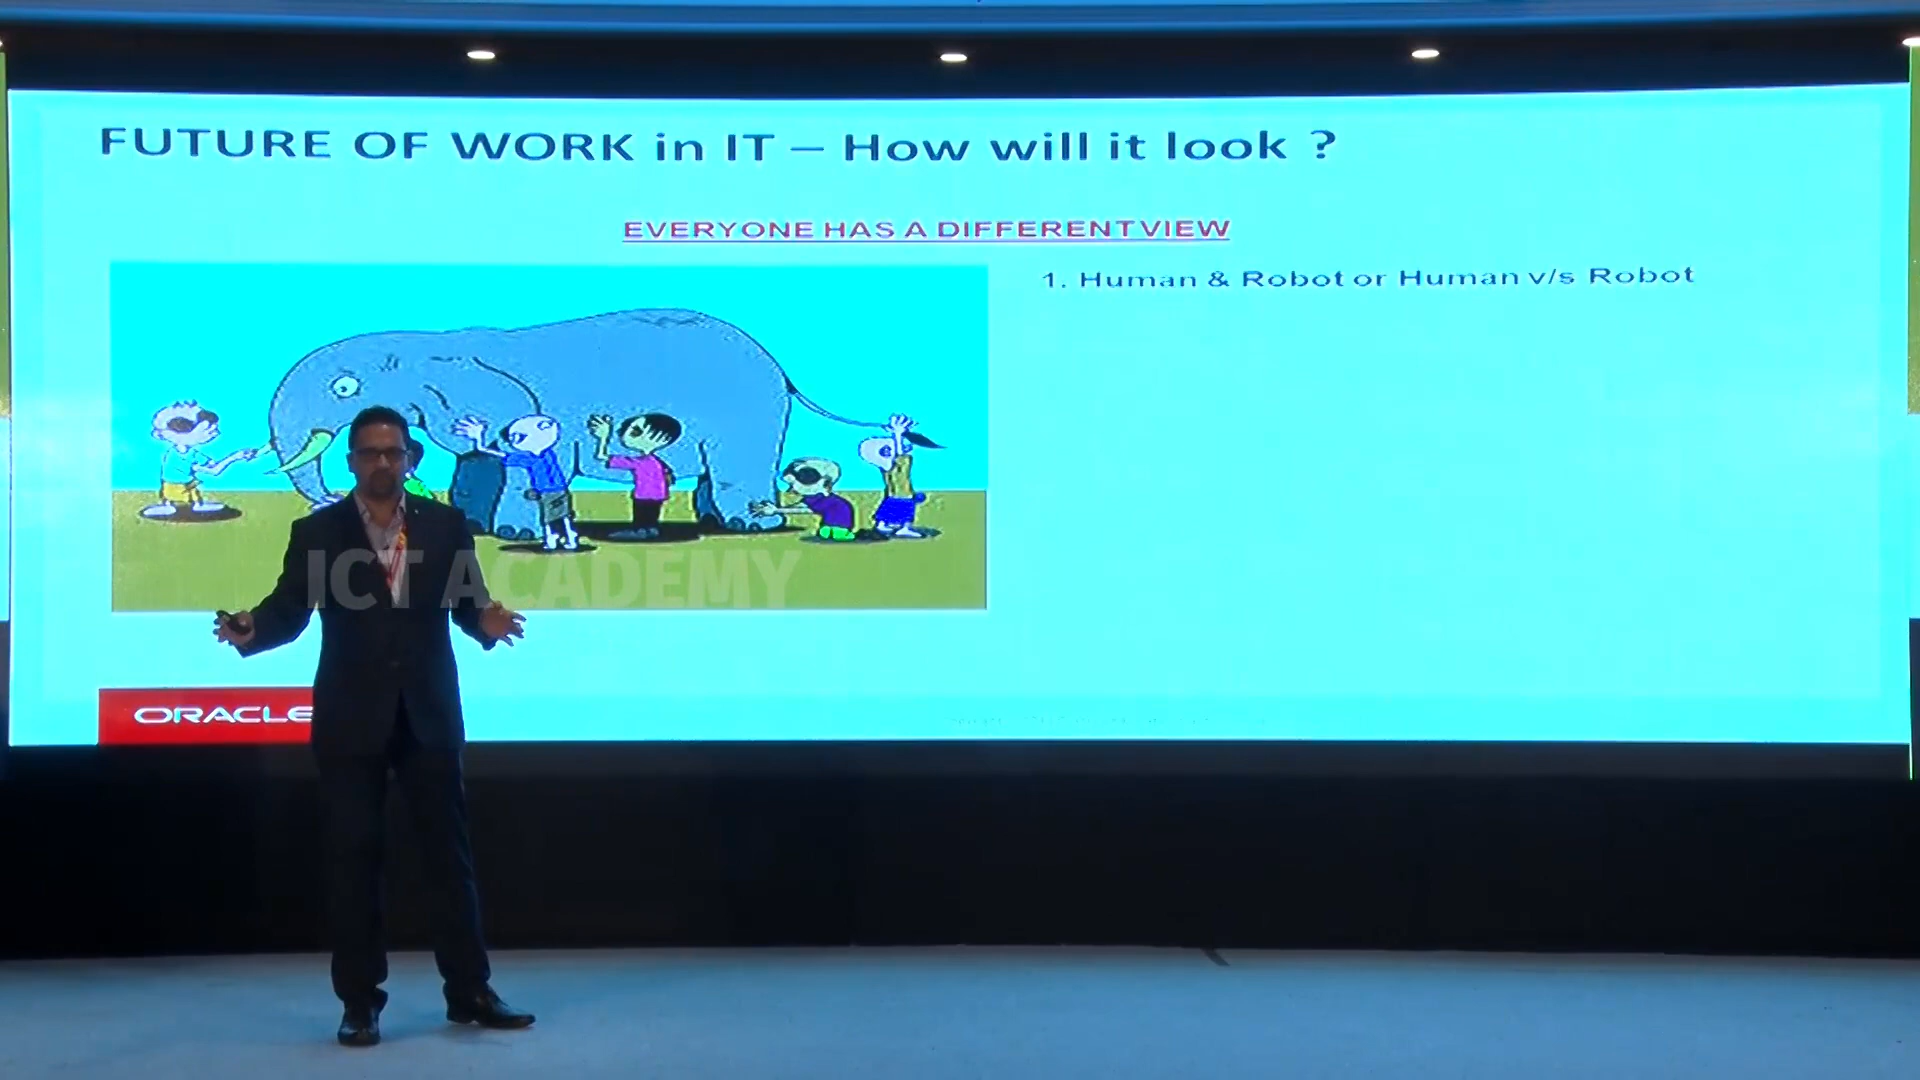 FUTURE OF WORK in IT – How will it look ?
EVERYONE HAS A DIFFERENT VIEW
1. Human & Robot or Human v/s Robot
ICT ACADEMY
ORACLE